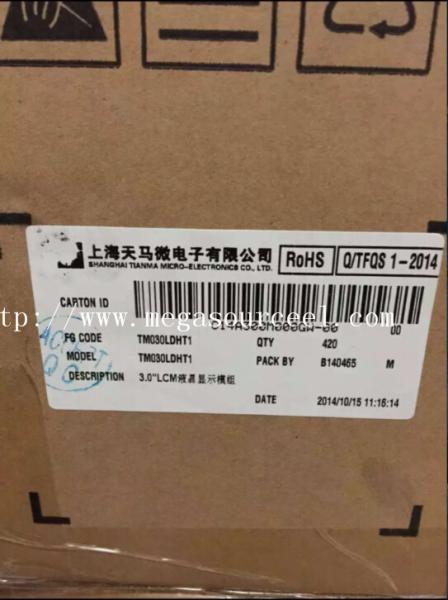 上海天马微电子有限公司
SHANGHAI TIANMA MICRO-ELECTRONICS CO., LTD.
RoHS
Q/TFQS 1-2014
CARTON ID
00
http://www.megasourceel.com
FG CODE TM030LDHT1 QTY 420
MODEL TM030LDHT1 PACK BY B140465 M
DESCRIPTION 3.0"LCM液晶显示模组
DATE 2014/10/15 11:16:14